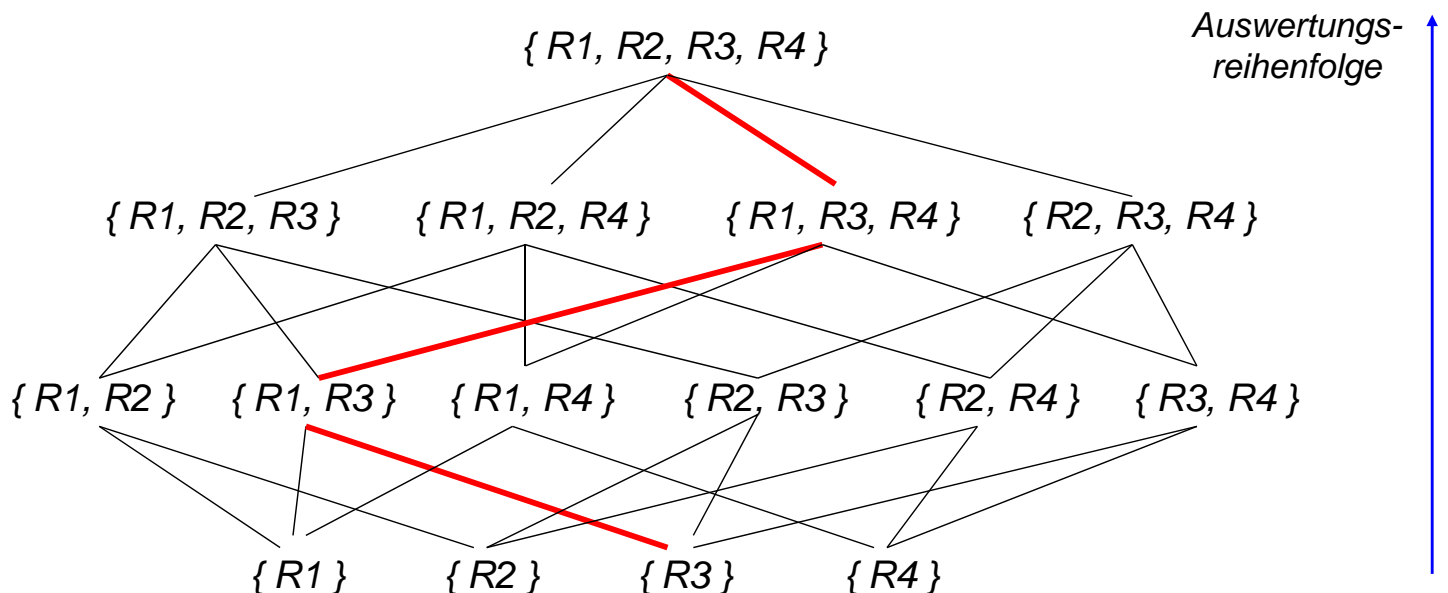 { R1, R2, R3, R4 }
Auswertungs-
reihenfolge
{ R1, R2, R3 } { R1, R2, R4 } { R1, R3, R4 } { R2, R3, R4 }
{ R1, R2 } { R1, R3 } { R1, R4 } { R2, R3 } { R2, R4 } { R3, R4 }
{ R1 } { R2 } { R3 } { R4 }